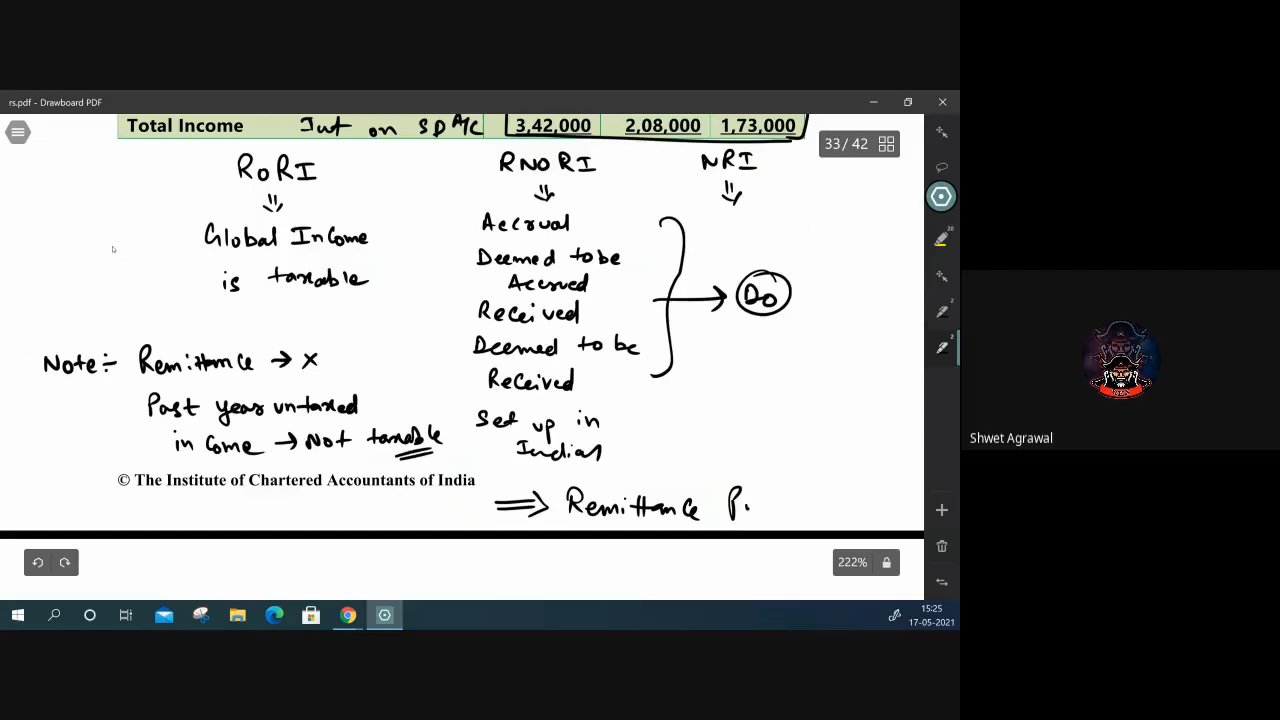 rs.pdf - Drawboard PDF
Total Income Int on SD A/C 3,42,000 2,08,000 1,73,000
33 / 42
RORI RNORI NRI
Accrual
Global Income
Deemed to be
is taxable
Accrued
Do
Received
Deemed to be
Note:- Remittance → x
Received
Past year untaxed
Set up in
income → Not taxable
India
Shwet Agrawal
© The Institute of Chartered Accountants of India
⇒ Remittance P.
222%
15:25
17-05-2021